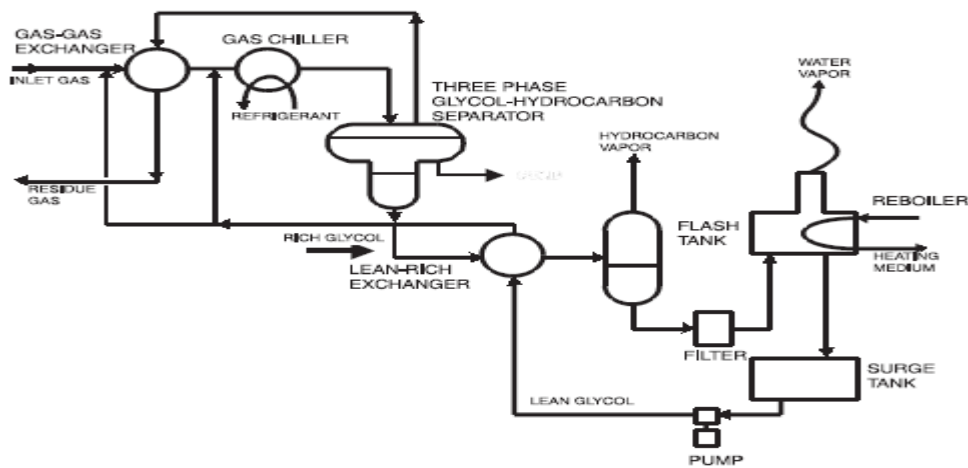 GAS-GAS
EXCHANGER
INLET GAS
GAS CHILLER
REFRIGERANT
RESIDUE
GAS
THREE PHASE
GLYCOL-HYDROCARBON
SEPARATOR
RICH GLYCOL
LEAN-RICH
EXCHANGER
HYDROCARBON
VAPOR
FLASH
TANK
WATER
VAPOR
REBOILER
HEATING
MEDIUM
FILTER
SURGE
TANK
LEAN GLYCOL
PUMP